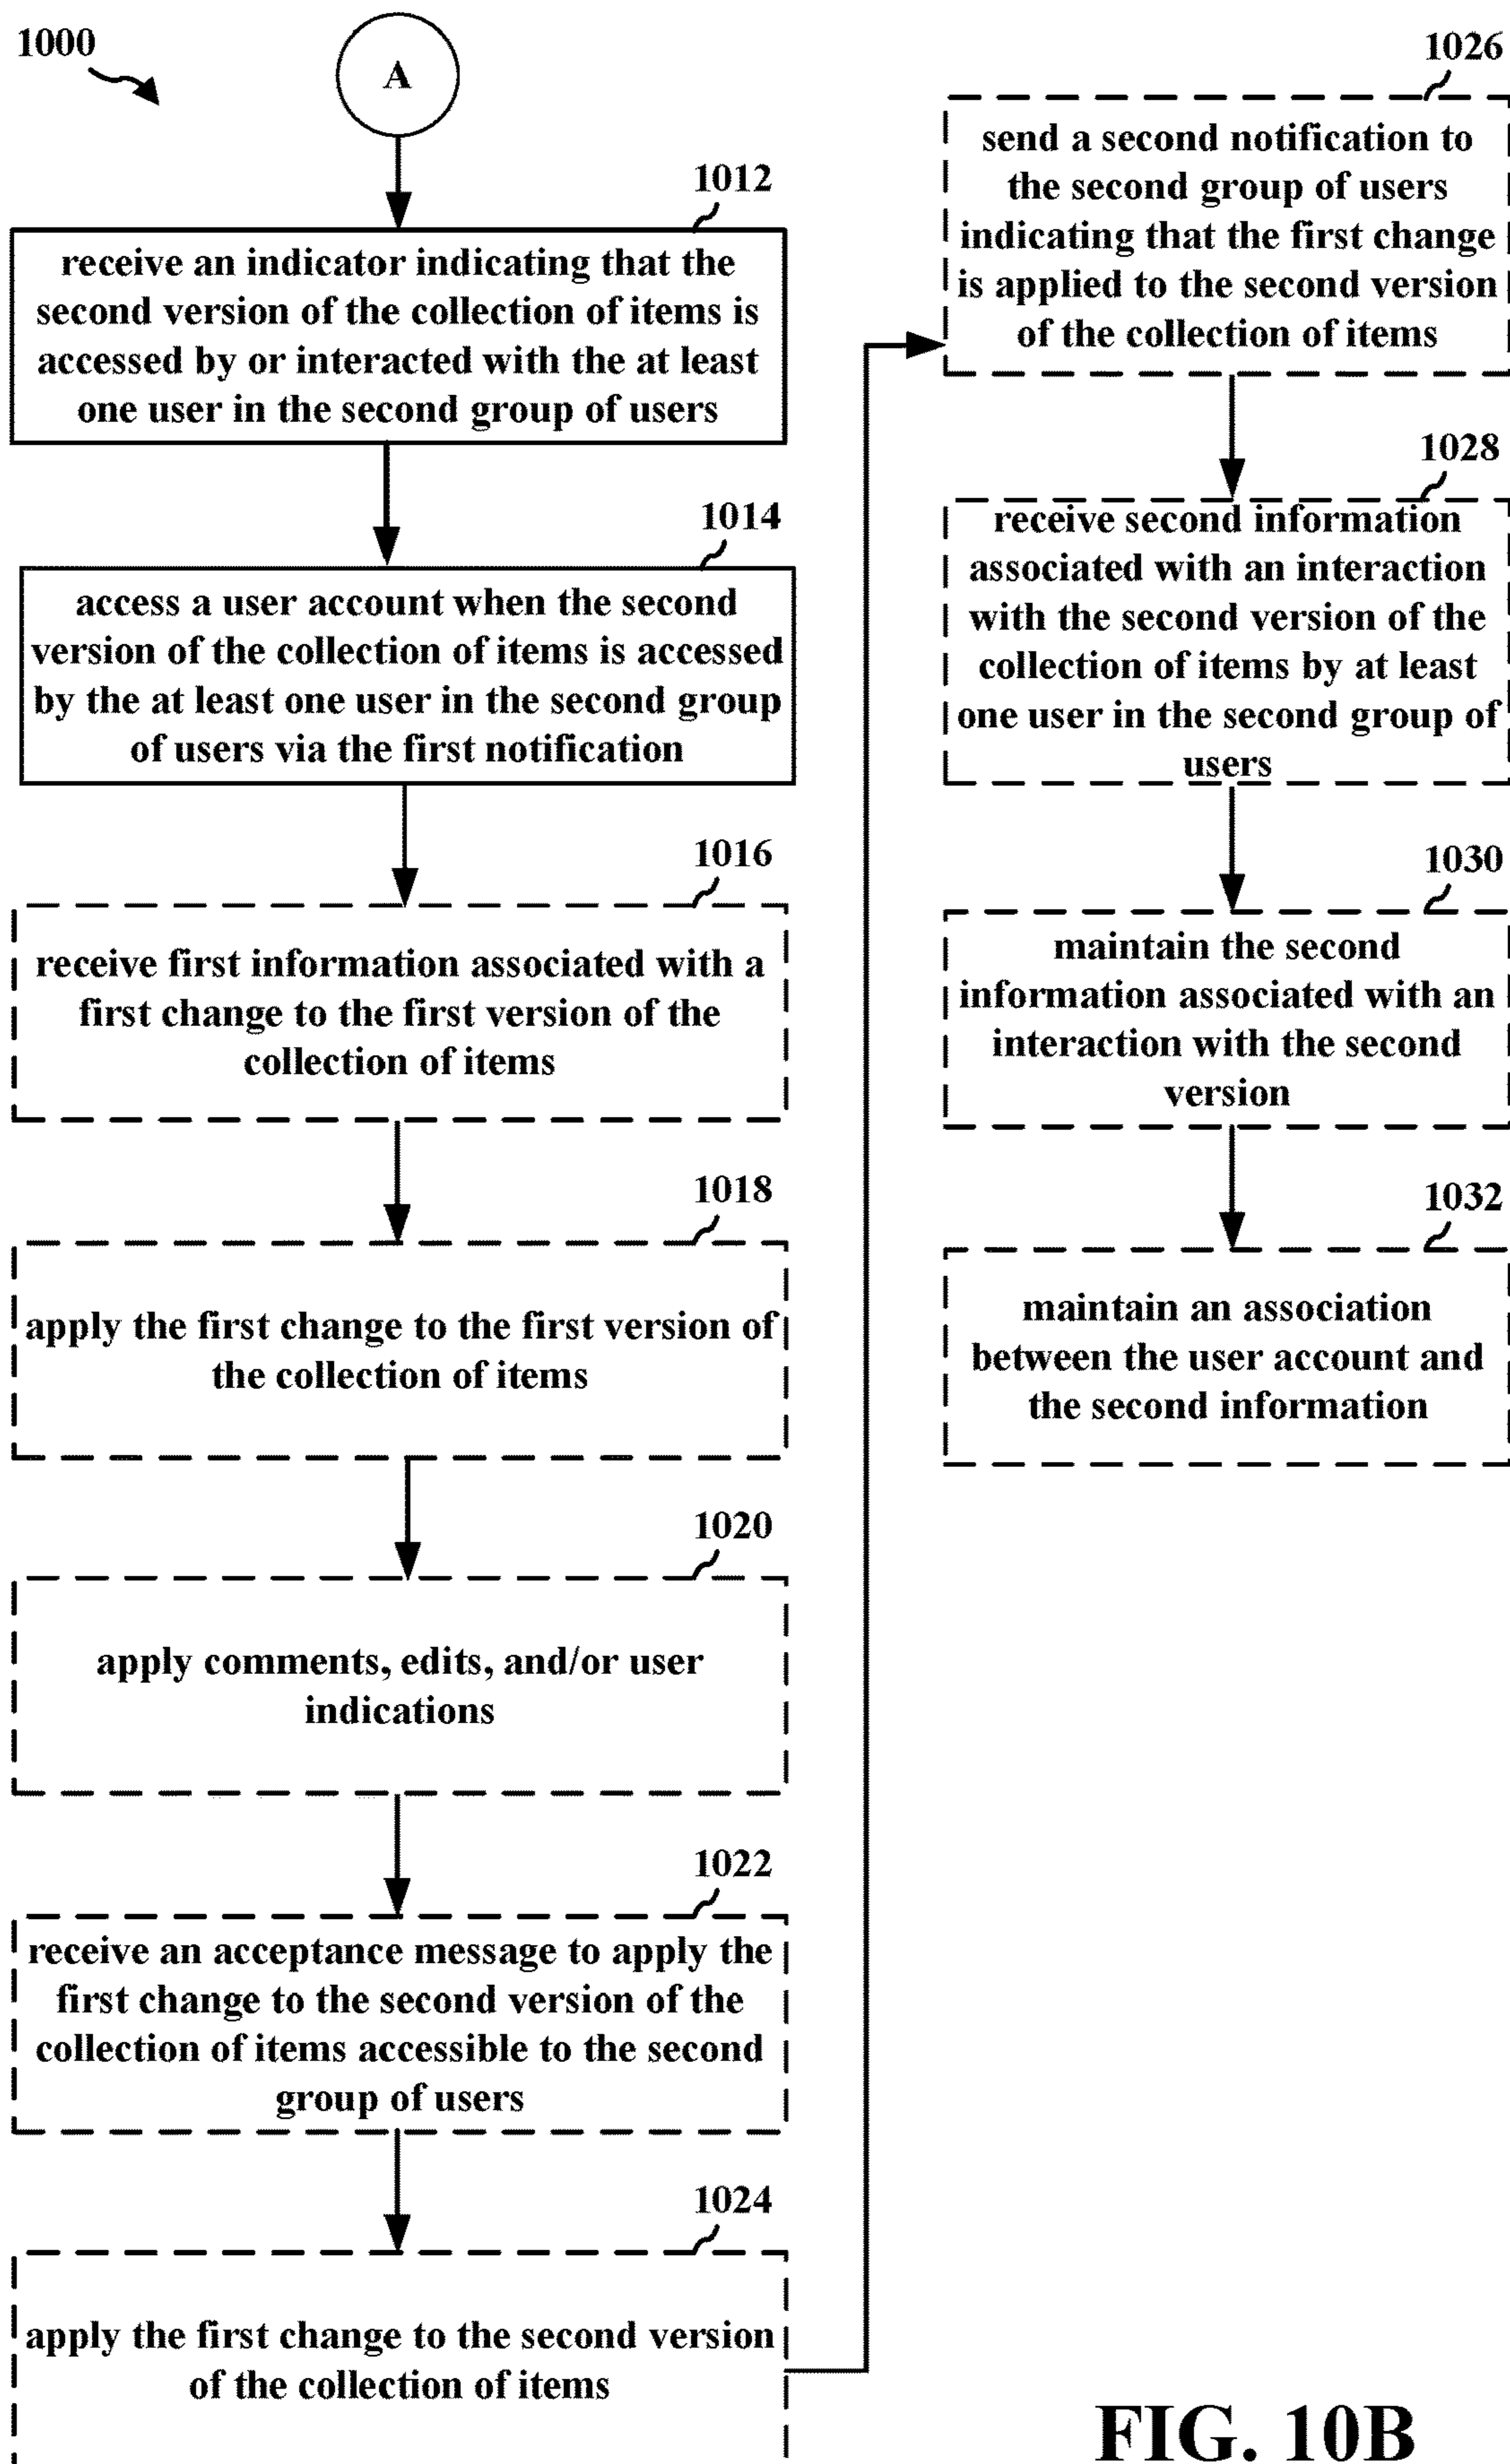 1000
A
1012
receive an indicator indicating that the
second version of the collection of items is
accessed by or interacted with the at least
one user in the second group of users
1014
access a user account when the second
version of the collection of items is accessed
by the at least one user in the second group
of users via the first notification
1016
receive first information associated with a
first change to the first version of the
collection of items
1018
apply the first change to the first version of
the collection of items
1020
apply comments, edits, and/or user
indications
1022
receive an acceptance message to apply the
first change to the second version of the
collection of items accessible to the second
group of users
1024
apply the first change to the second version
of the collection of items
1026
send a second notification to
the second group of users
indicating that the first change
is applied to the second version
of the collection of items
1028
receive second information
associated with an interaction
with the second version of the
collection of items by at least
one user in the second group of
users
1030
maintain the second
information associated with an
interaction with the second
version
1032
maintain an association
between the user account and
the second information
FIG. 10B